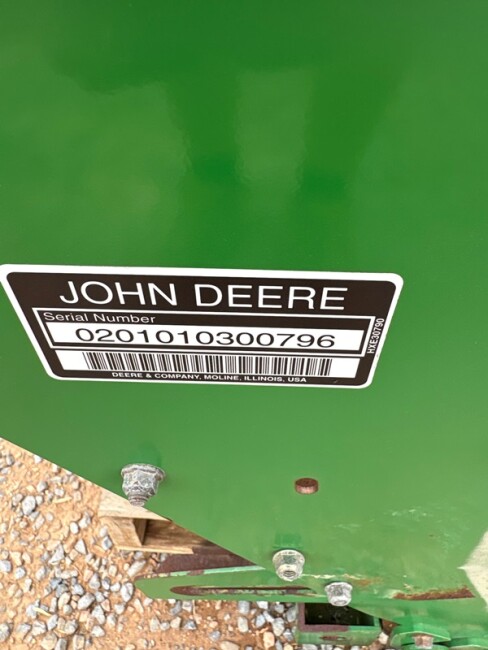 JOHN DEERE
Serial Number
0201010300796
HXE30790
DEERE & COMPANY, MOLINE, ILLINOIS, USA